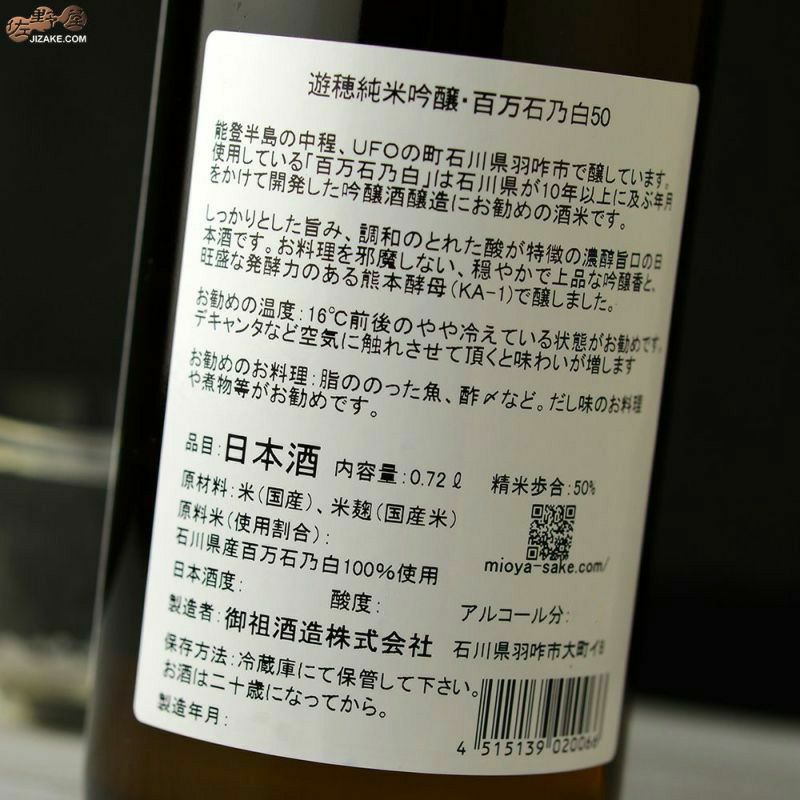 佐野屋
JIZAKE.COM
遊穂純米吟醸・百万石乃白50
能登半島の中程、UFOの町石川県羽咋市で醸しています。
使用している「百万石乃白」は石川県が10年以上に及ぶ年月
をかけて開発した吟醸酒醸造にお勧めの酒米です。
しっかりとした旨み、調和のとれた酸が特徴の濃醇旨口の日
本酒です。お料理を邪魔しない、穏やかで上品な吟醸香と、
旺盛な発酵力のある熊本酵母(KA-1)で醸しました。
お勧めの温度:16℃前後のやや冷えている状態がお勧めです。
デキャンタなど空気に触れさせて頂くと味わいが増します
お勧めのお料理:脂ののった魚、酢〆など。だし味のお料理
や煮物等がお勧めです。
品目:日本酒 内容量:0.72ℓ 精米歩合:50%
原材料:米(国産)、米麹(国産米)
原料米(使用割合):
石川県産百万石乃白100%使用
mioya-sake.com/
日本酒度: 酸度: アルコール分:
製造者:御祖酒造株式会社 石川県羽咋市大町イ8
保存方法:冷蔵庫にて保管して下さい。
お酒は二十歳になってから。
製造年月:
4 515139 020066